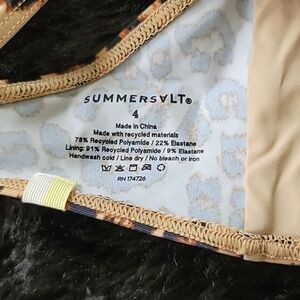 SUMMERSALT®
4
Made in China
Made with recycled materials
78% Recycled Polyamide / 22% Elastane
Lining: 91% Recycled Polyamide / 9% Elastane
Handwash cold / Line dry / No bleach or iron
RN 174726